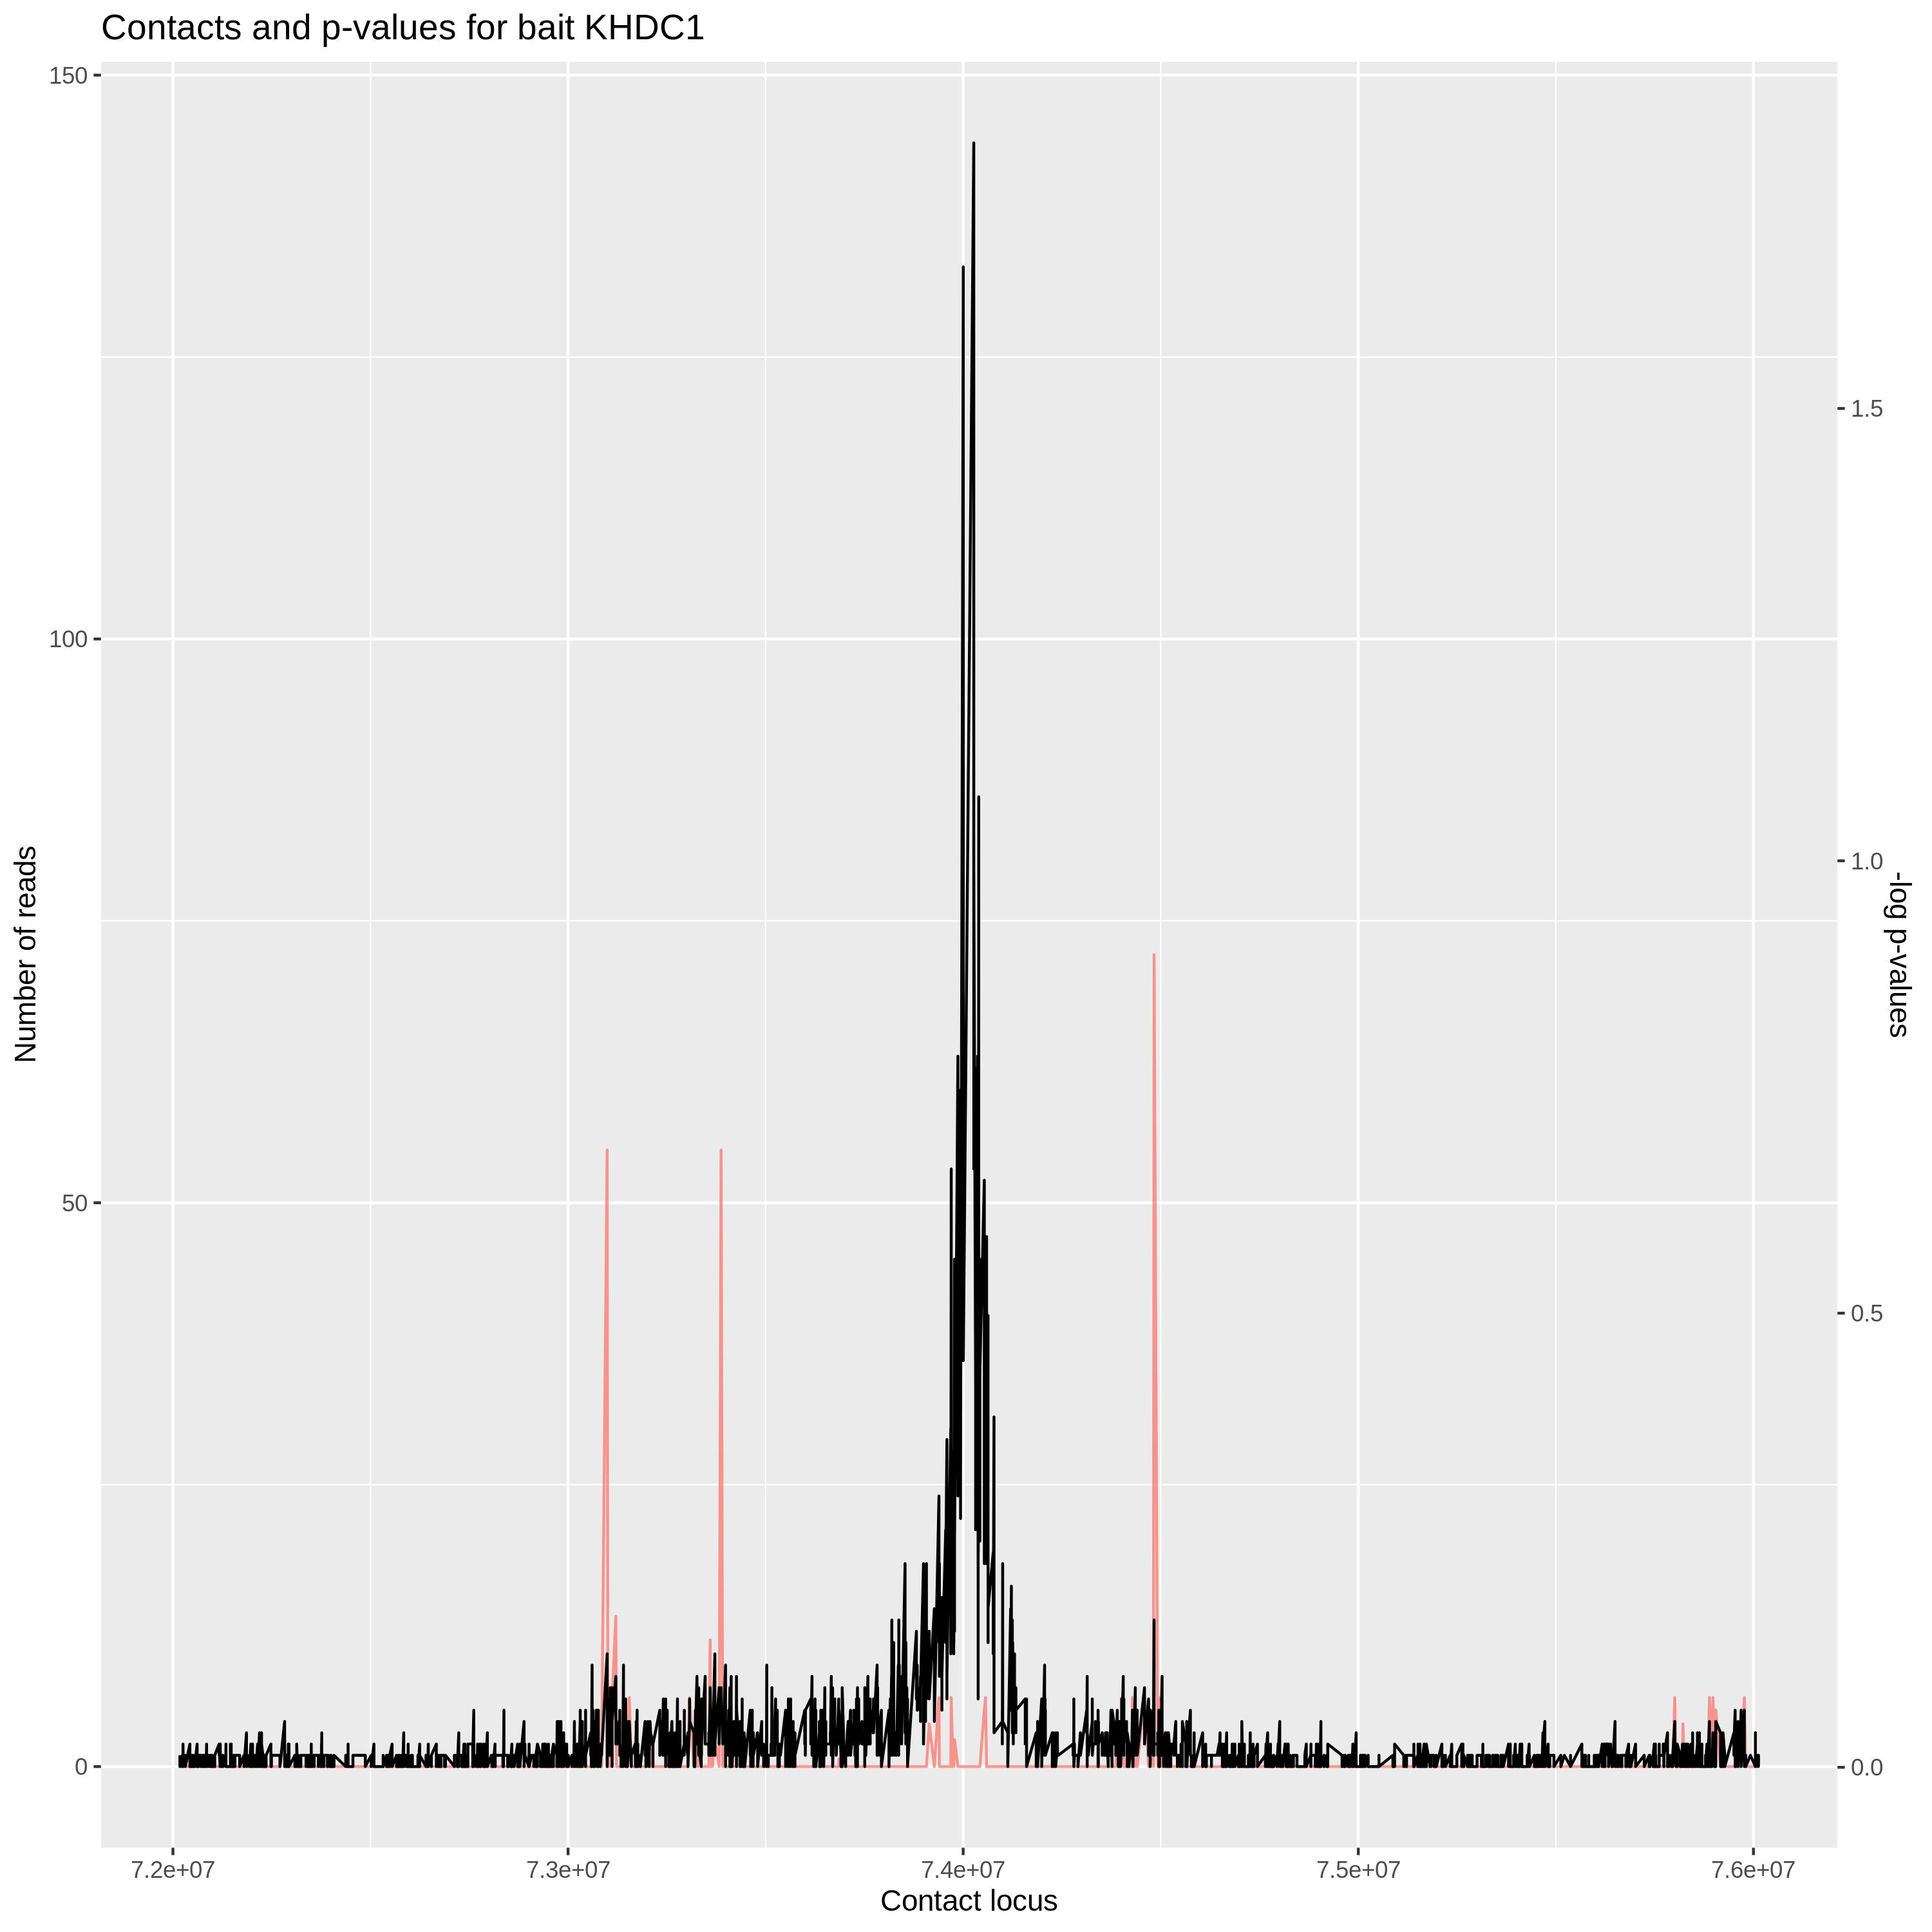 Contacts and p-values for bait KHDC1
150
100
50
0
Number of reads
1.5
1.0
0.5
0.0
-log p-values
7.2e+07 7.3e+07 7.4e+07 7.5e+07 7.6e+07
Contact locus